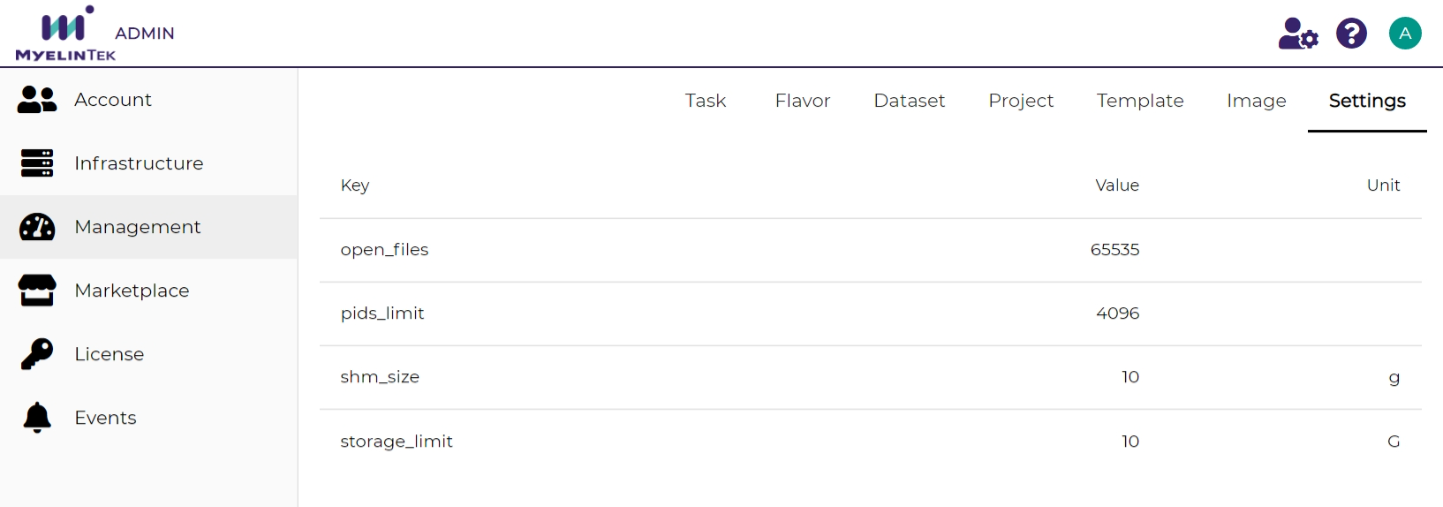 ADMIN
MYELINTEK
A
Account
Infrastructure
Management
Marketplace
License
Events
Task Flavor Dataset Project Template Image Settings
Key Value Unit
open_files 65535
pids_limit 4096
shm_size 10 g
storage_limit 10 G